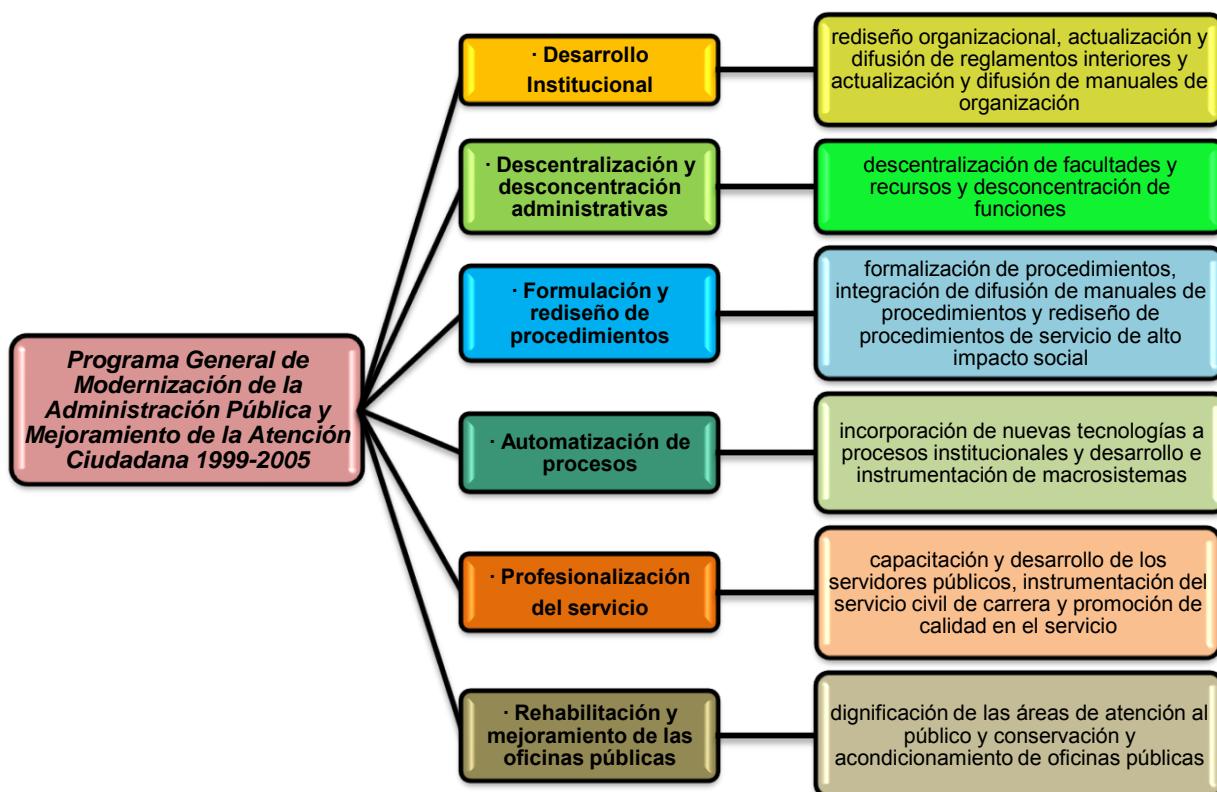 Programa General de
Modernización de la
Administración Pública y
Mejoramiento de la Atención
Ciudadana 1999-2005
· Desarrollo
Institucional
rediseño organizacional, actualización y
difusión de reglamentos interiores y
actualización y difusión de manuales de
organización
· Descentralización y
desconcentración
administrativas
descentralización de facultades y
recursos y desconcentración de
funciones
· Formulación y
rediseño de
procedimientos
formalización de procedimientos,
integración de difusión de manuales de
procedimientos y rediseño de
procedimientos de servicio de alto
impacto social
· Automatización de
procesos
incorporación de nuevas tecnologías a
procesos institucionales y desarrollo e
instrumentación de macrosistemas
· Profesionalización
del servicio
capacitación y desarrollo de los
servidores públicos, instrumentación del
servicio civil de carrera y promoción de
calidad en el servicio
· Rehabilitación y
mejoramiento de las
oficinas públicas
dignificación de las áreas de atención al
público y conservación y
acondicionamiento de oficinas públicas